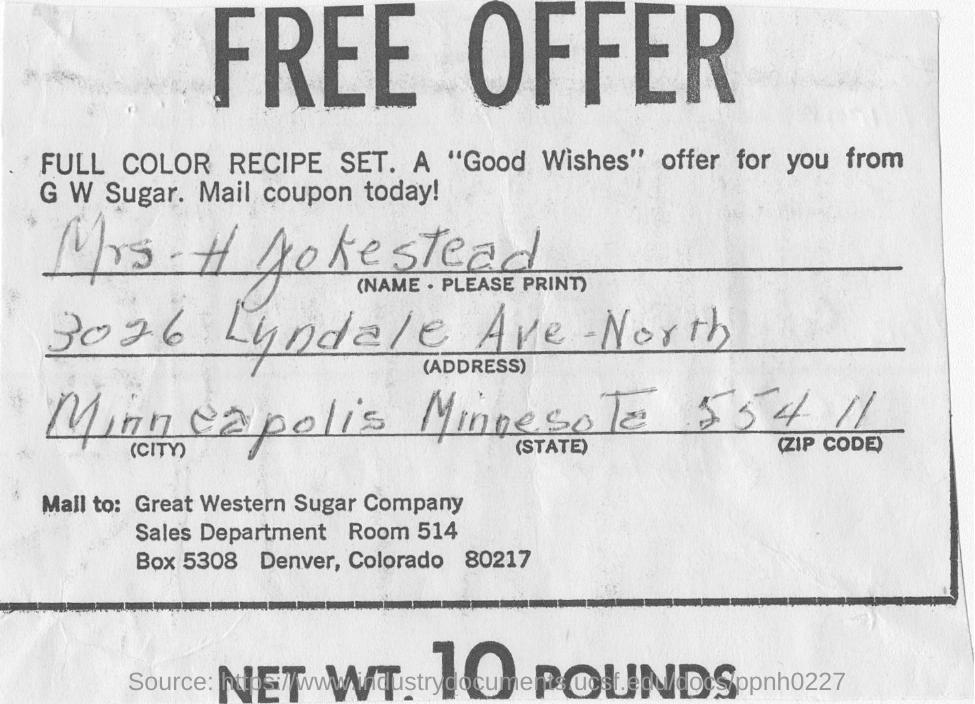 FREE OFFER
FULL COLOR RECIPE SET. A "Good Wishes" offer for you from
G W Sugar. Mail coupon today!
Mrs - H Jokestead
(NAME · PLEASE PRINT)
3026 Lyndale Ave - North
(ADDRESS)
Minneapolis Minnesota 55411
(CITY) (STATE) (ZIP CODE)
Mail to: Great Western Sugar Company
Sales Department Room 514
Box 5308 Denver, Colorado 80217
NET WT. 10 POUNDS
Source: https://www.industrydocuments.ucsf.edu/docs/ppnh0227